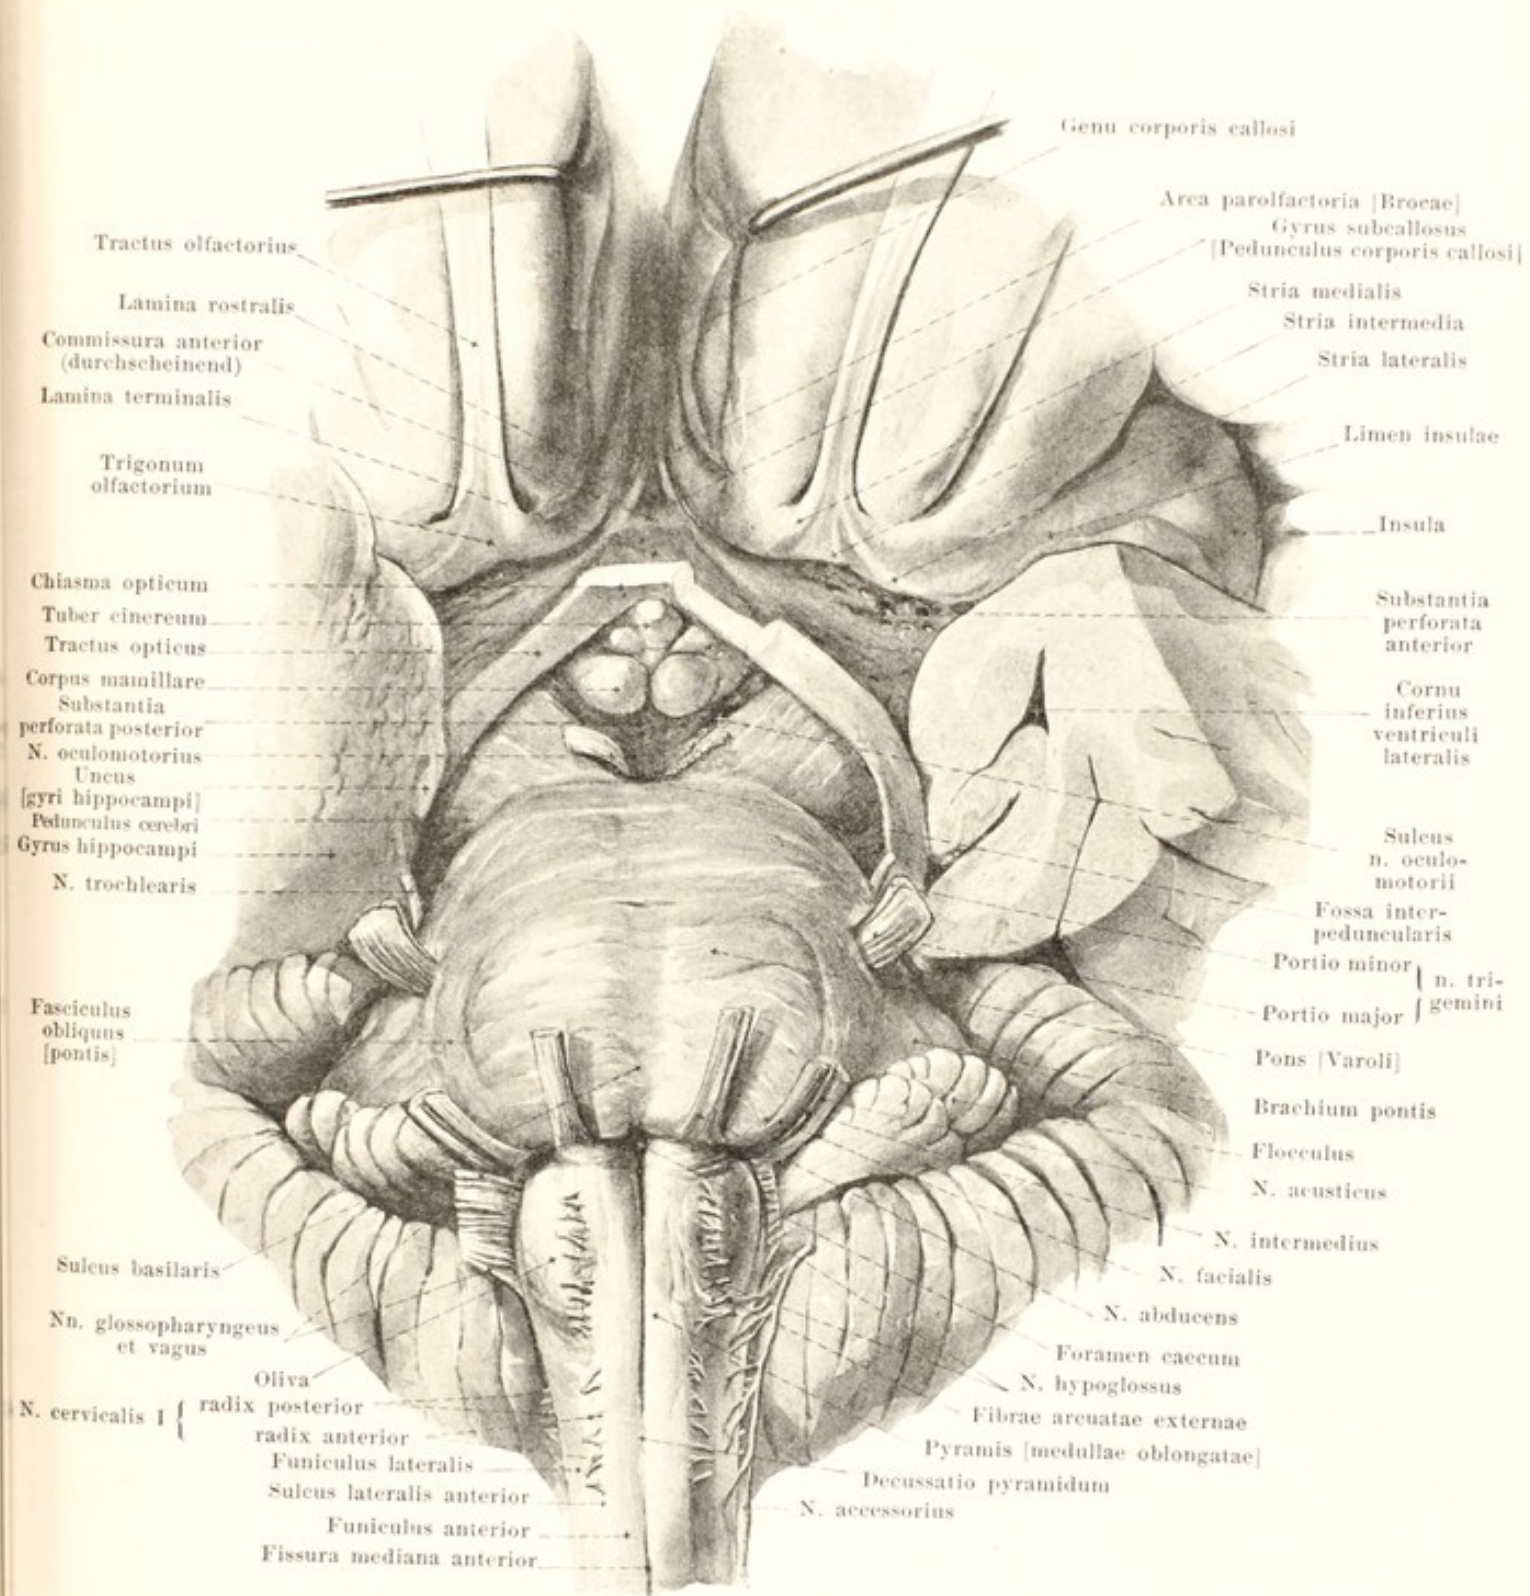 Tractus olfactorius
Lamina rostralis
Commissura anterior
(durchscheinend)
Lamina terminalis
Trigonum
olfactorium
Chiasma opticum
Tuber cinereum
Tractus opticus
Corpus mamillare
Substantia
perforata posterior
N. oculomotorius
Uncus
[gyri hippocampi]
Pedunculus cerebri
Gyrus hippocampi
N. trochlearis
Fasciculus
obliquus
[pontis]
Sulcus basilaris
Nn. glossopharyngeus
et vagus
Oliva
N. cervicalis I { radix posterior
radix anterior
Funiculus lateralis
Sulcus lateralis anterior
Funiculus anterior
Fissura mediana anterior
Genu corporis callosi
Area parolfactoria [Brocae]
Gyrus subcallosus
[Pedunculus corporis callosi]
Stria medialis
Stria intermedia
Stria lateralis
Limen insulae
Insula
Substantia
perforata
anterior
Cornu
inferius
ventriculi
lateralis
Sulcus
n. oculo-
motorii
Fossa inter-
peduncularis
Portio minor } n. tri-
Portio major } gemini
Pons [Varoli]
Brachium pontis
Flocculus
N. acusticus
N. intermedius
N. facialis
N. abducens
Foramen caecum
N. hypoglossus
Fibrae arcuatae externae
Pyramis [medullae oblongatae]
Decussatio pyramidum
N. accessorius